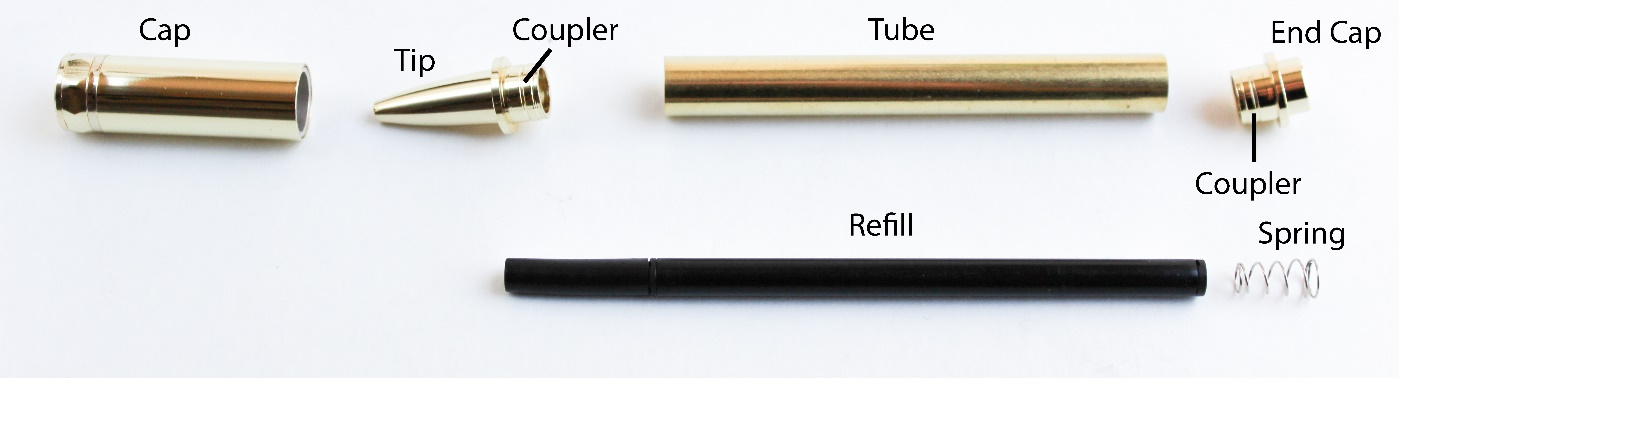 Cap
Tip
Coupler
Tube
End Cap
Coupler
Refill
Spring